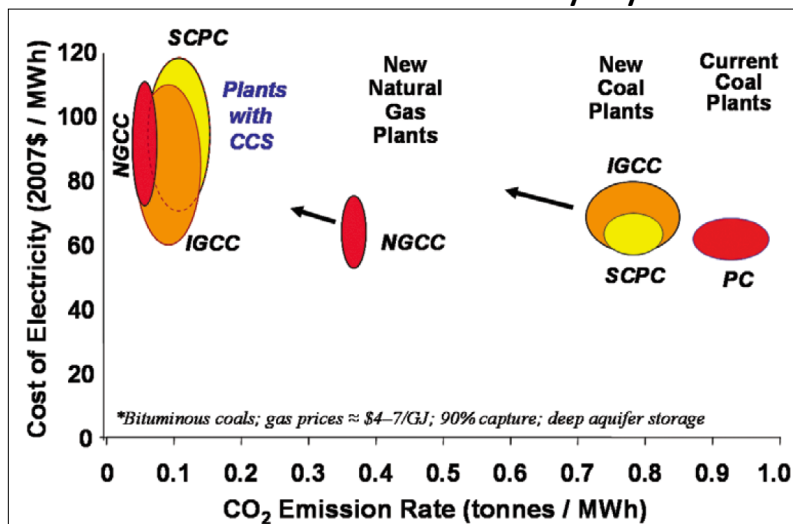 SCPC
Plants
with
CCS
New
Natural
Gas
Plants
New
Coal
Plants
Current
Coal
Plants
NGCC
IGCC
NGCC
IGCC
SCPC
PC
Cost of Electricity (2007$ / MWh)
120
100
80
60
40
20
0
*Bituminous coals; gas prices ≈ $4–7/GJ; 90% capture; deep aquifer storage
0 0.1 0.2 0.3 0.4 0.5 0.6 0.7 0.8 0.9 1.0
CO₂ Emission Rate (tonnes / MWh)